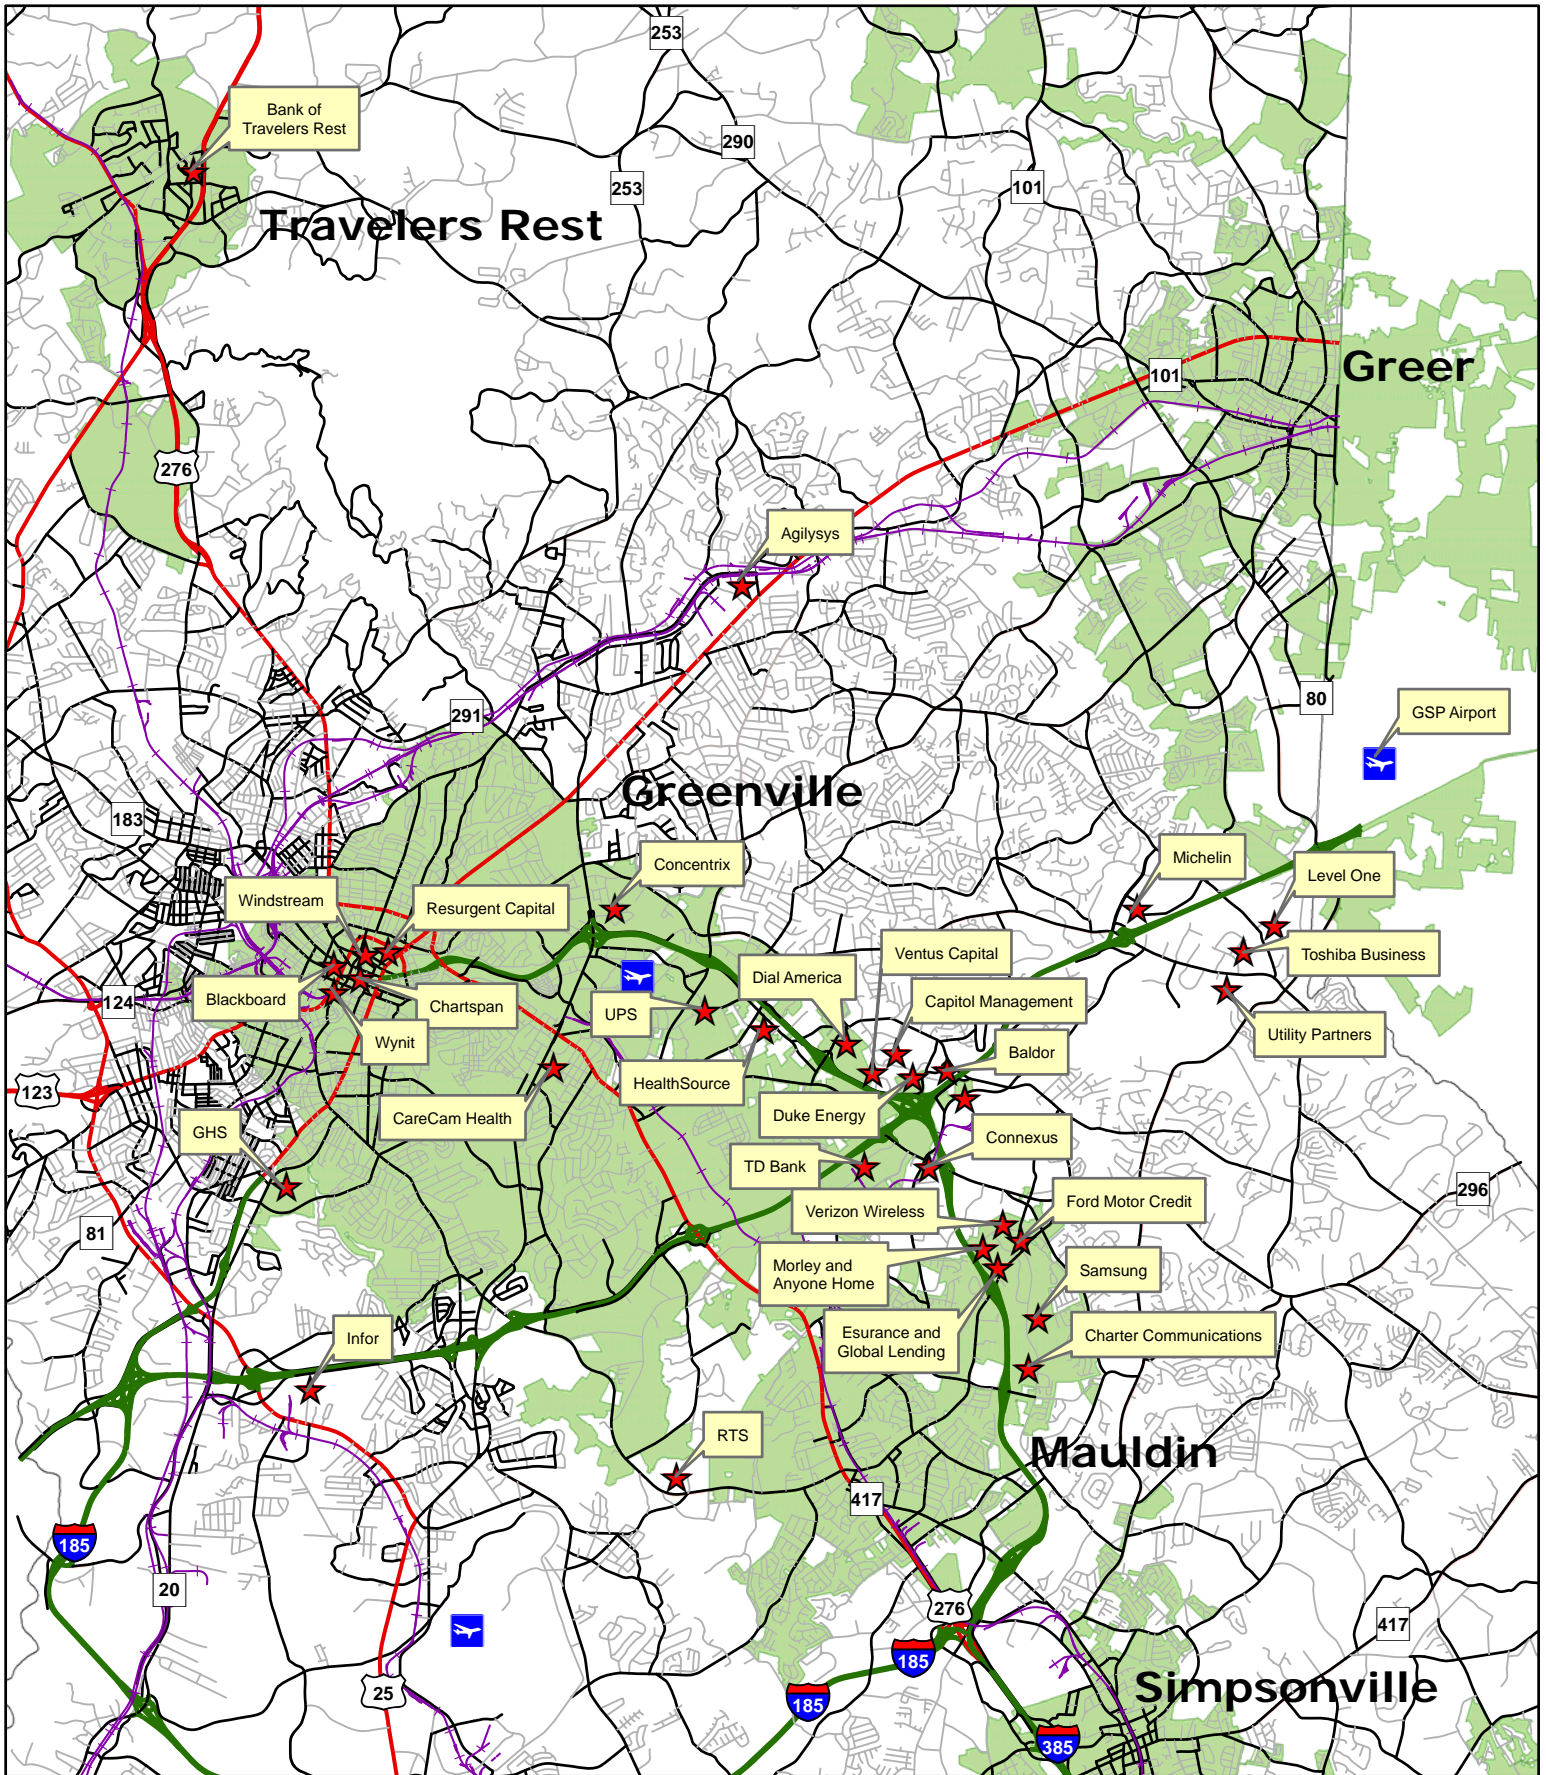 253
Bank of
Travelers Rest
290
253
101
Travelers Rest
Greer
101
276
Agilysys
80
GSP Airport
291
Greenville
183
Concentrix
Michelin
Level One
Windstream
Resurgent Capital
Ventus Capital
Toshiba Business
Dial America
Blackboard
124
Chartspan
UPS
Capitol Management
Wynit
Utility Partners
Baldor
HealthSource
123
CareCam Health
Duke Energy
GHS
Connexus
TD Bank
296
Ford Motor Credit
Verizon Wireless
81
Morley and
Anyone Home
Samsung
Infor
Esurance and
Global Lending
Charter Communications
RTS
Mauldin
417
185
20
276
417
185
25
185
Simpsonville
385